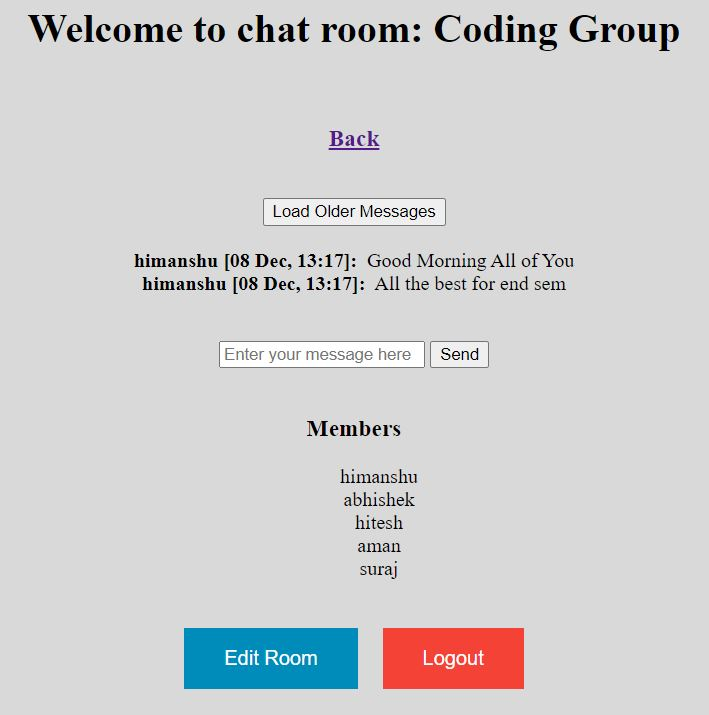 Welcome to chat room: Coding Group
Back
Load Older Messages
himanshu [08 Dec, 13:17]: Good Morning All of You
himanshu [08 Dec, 13:17]: All the best for end sem
Enter your message here Send
Members
himanshu
abhishek
hitesh
aman
suraj
Edit Room Logout